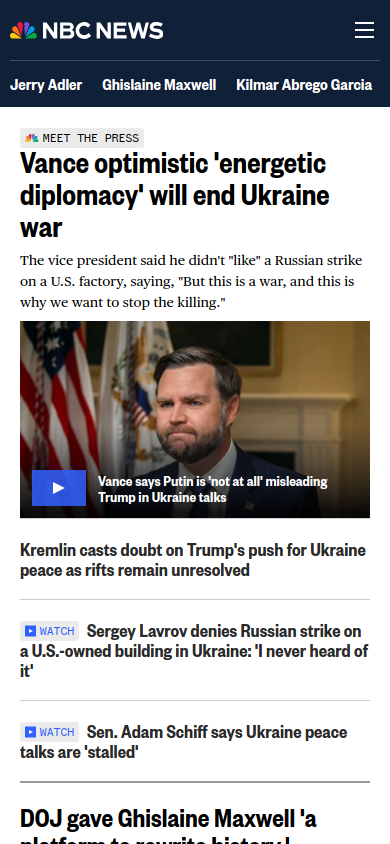 NBC NEWS
Jerry Adler Ghislaine Maxwell Kilmar Abrego Garcia
MEET THE PRESS
Vance optimistic 'energetic
diplomacy' will end Ukraine
war
The vice president said he didn't "like" a Russian strike
on a U.S. factory, saying, "But this is a war, and this is
why we want to stop the killing."
Vance says Putin is 'not at all' misleading
Trump in Ukraine talks
Kremlin casts doubt on Trump's push for Ukraine
peace as rifts remain unresolved
WATCH Sergey Lavrov denies Russian strike on
a U.S.-owned building in Ukraine: 'I never heard of
it'
WATCH Sen. Adam Schiff says Ukraine peace
talks are 'stalled'
DOJ gave Ghislaine Maxwell 'a
platform to rewrite history,'